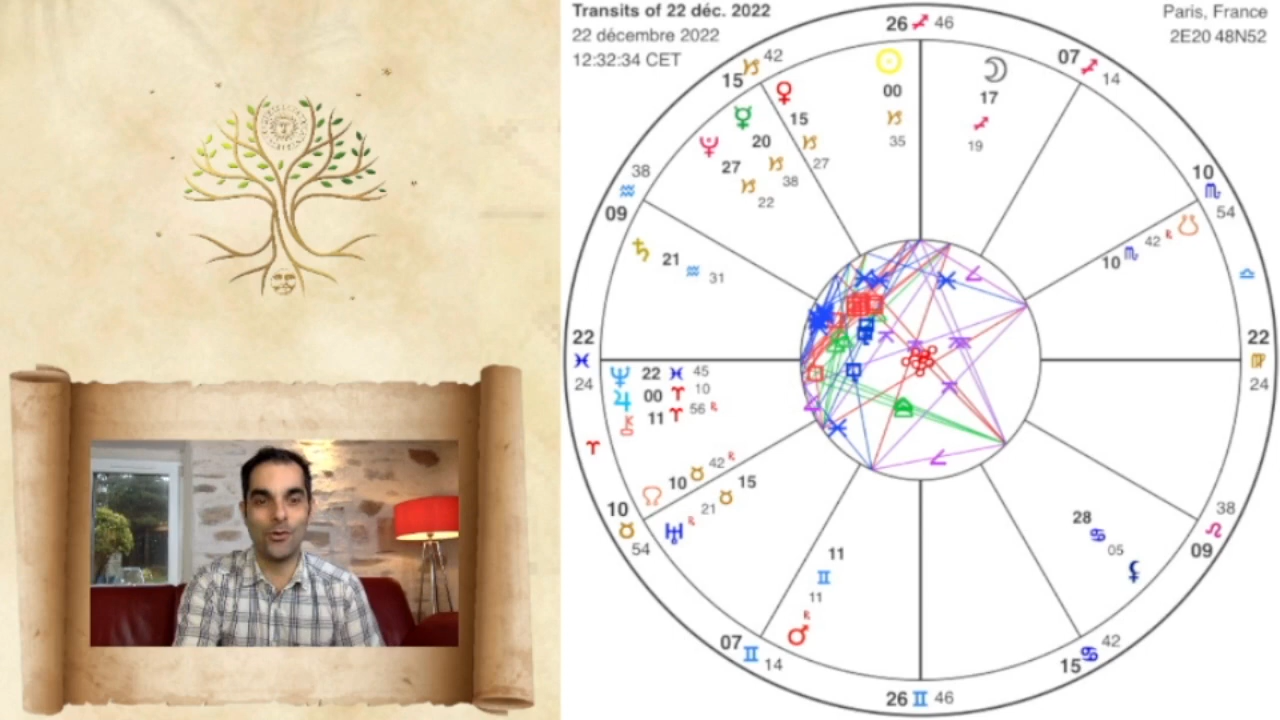 Transits of 22 déc. 2022
22 décembre 2022
12:32:34 CET
Paris, France
2E20 48N52
26 ♐ 46
07 ♐ 14
10 ♏ 54
♎
22 ♍ 24
09 ♌ 38
15 ♋ 42
26 ♊ 46
07 ♊ 14
10 ♉ 54
♈
22 ♓ 24
09 ♒ 38
15 ♑ 42
☉ 00 ♑ 35
☽ 17 ♐ 19
♀ 15 ♑ 27
☿ 20 ♑ 38
♇ 27 ♑ 22
♄ 21 ♒ 31
♆ 22 ♓ 45
♃ 00 ♈ 10
⚷ 11 ♈ 56 ℞
☊ 10 ♉ 42 ℞
♅ 15 ♉ 21 ℞
♂ 11 ♊ 11 ℞
⚸ 28 ♋ 05
☋ 10 ♏ 42 ℞